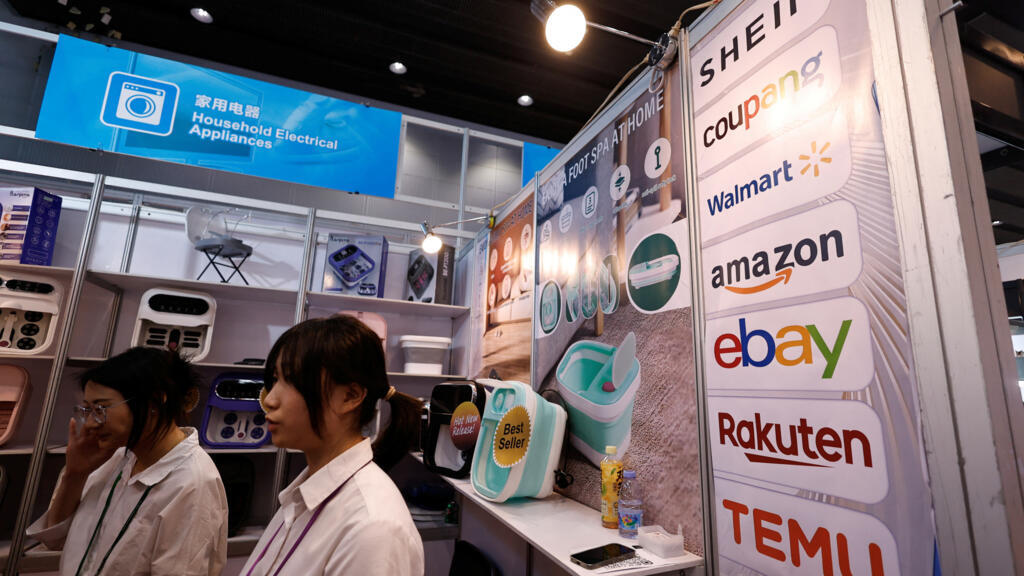 家用电器
Household Electrical
Appliances
A FOOT SPA AT HOME
Hot New
Release!
Best
Seller
SHEIN
coupang
Walmart
amazon
ebay
Rakuten
TEMU